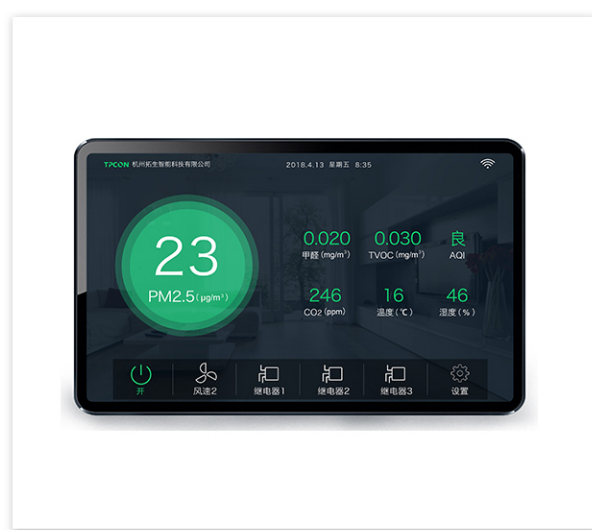 TPCON 杭州拓生智能科技有限公司
2018.4.13 星期五 8:35
23
PM2.5 (μg/m³)
0.020
甲醛 (mg/m³)
0.030
TVOC (mg/m³)
良
AQI
246
CO2 (ppm)
16
温度 (℃)
46
湿度 (%)
开
风速2
继电器1
继电器2
继电器3
设置